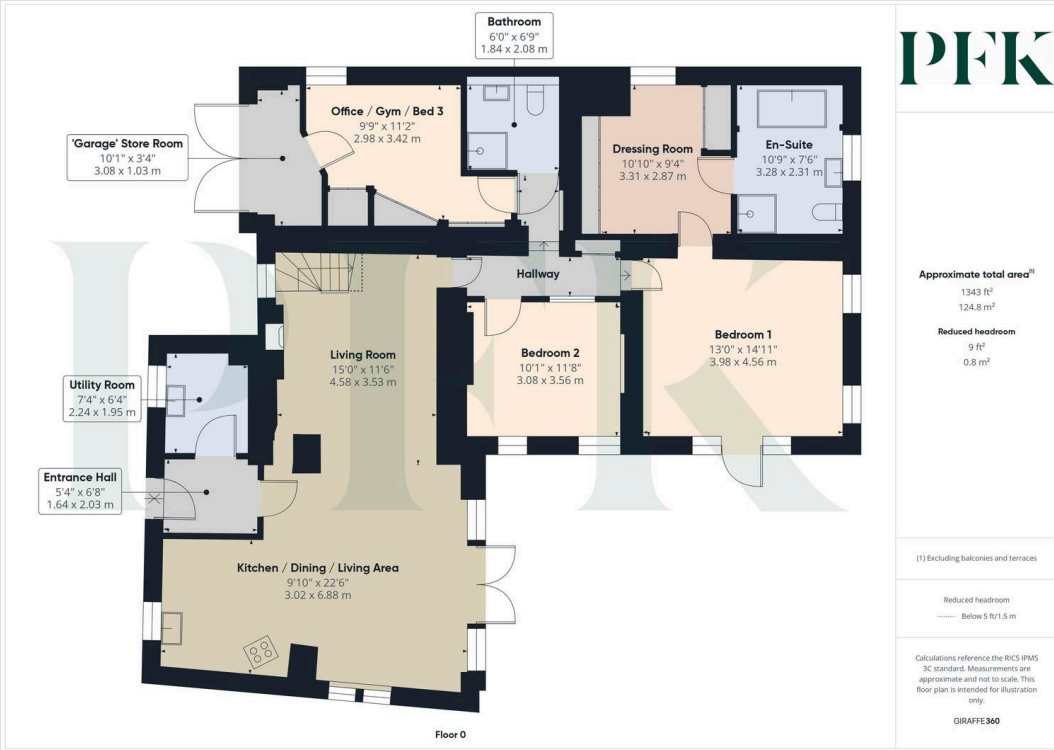 Bathroom
6'0" x 6'9"
1.84 x 2.08 m
Office / Gym / Bed 3
9'9" x 11'2"
2.98 x 3.42 m
'Garage' Store Room
10'1" x 3'4"
3.08 x 1.03 m
Dressing Room
10'10" x 9'4"
3.31 x 2.87 m
En-Suite
10'9" x 7'6"
3.28 x 2.31 m
Hallway
Living Room
15'0" x 11'6"
4.58 x 3.53 m
Bedroom 2
10'1" x 11'8"
3.08 x 3.56 m
Bedroom 1
13'0" x 14'11"
3.98 x 4.56 m
Utility Room
7'4" x 6'4"
2.24 x 1.95 m
Entrance Hall
5'4" x 6'8"
1.64 x 2.03 m
Kitchen / Dining / Living Area
9'10" x 22'6"
3.02 x 6.88 m
Floor 0
PFK
PFK
Approximate total area(1)
1343 ft²
124.8 m²
Reduced headroom
9 ft²
0.8 m²
(1) Excluding balconies and terraces
Reduced headroom
Below 5 ft/1.5 m
Calculations reference the RICS IPMS
3C standard. Measurements are
approximate and not to scale. This
floor plan is intended for illustration
only.
GIRAFFE360